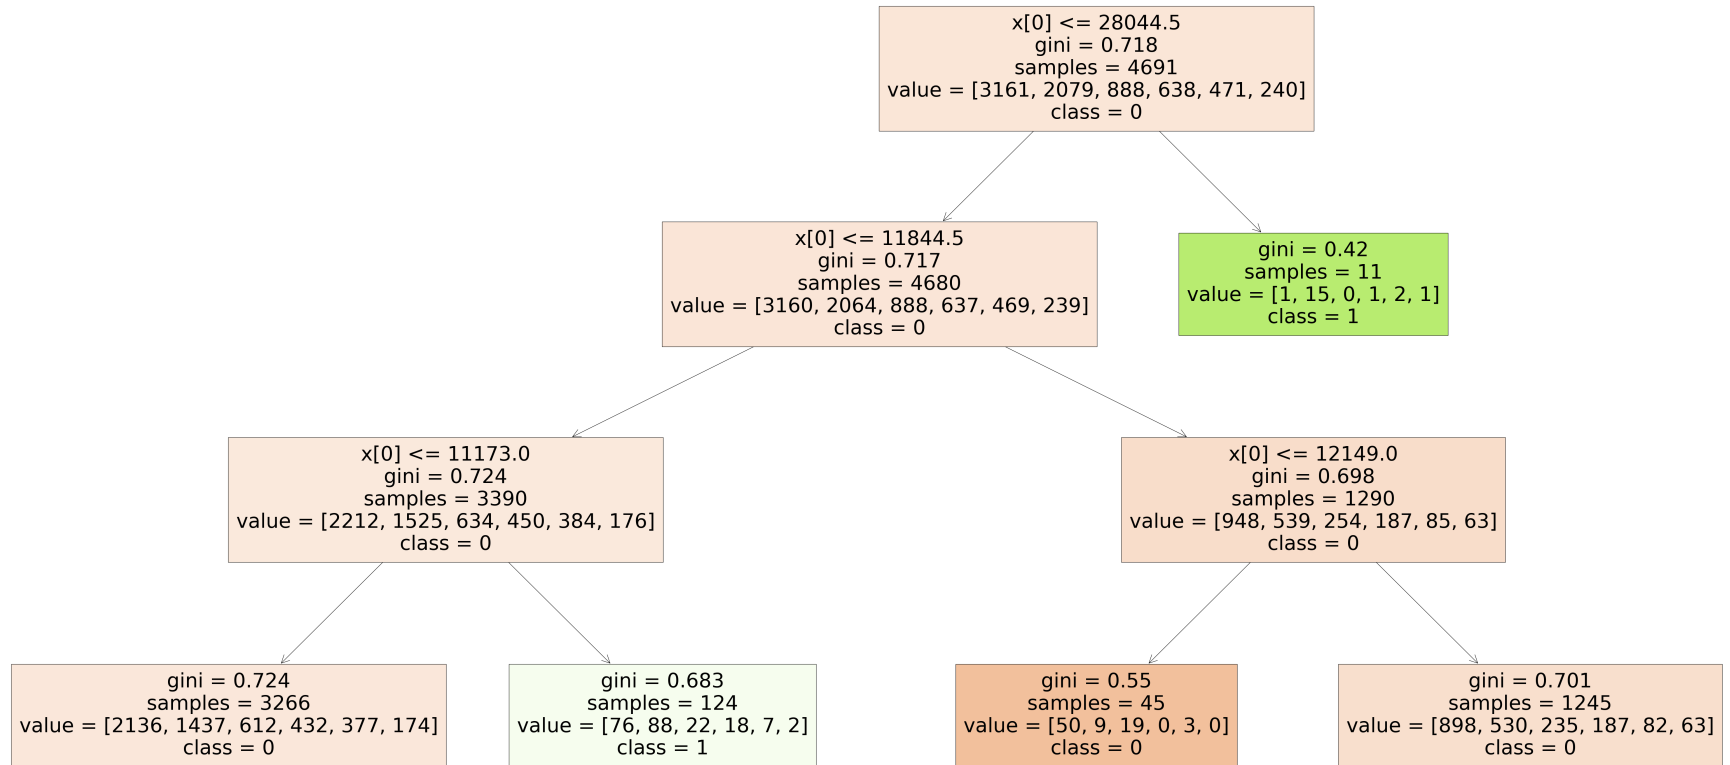 x[0] <= 28044.5
gini = 0.718
samples = 4691
value = [3161, 2079, 888, 638, 471, 240]
class = 0
x[0] <= 11844.5
gini = 0.717
samples = 4680
value = [3160, 2064, 888, 637, 469, 239]
class = 0
gini = 0.42
samples = 11
value = [1, 15, 0, 1, 2, 1]
class = 1
x[0] <= 11173.0
gini = 0.724
samples = 3390
value = [2212, 1525, 634, 450, 384, 176]
class = 0
x[0] <= 12149.0
gini = 0.698
samples = 1290
value = [948, 539, 254, 187, 85, 63]
class = 0
gini = 0.724
samples = 3266
value = [2136, 1437, 612, 432, 377, 174]
class = 0
gini = 0.683
samples = 124
value = [76, 88, 22, 18, 7, 2]
class = 1
gini = 0.55
samples = 45
value = [50, 9, 19, 0, 3, 0]
class = 0
gini = 0.701
samples = 1245
value = [898, 530, 235, 187, 82, 63]
class = 0